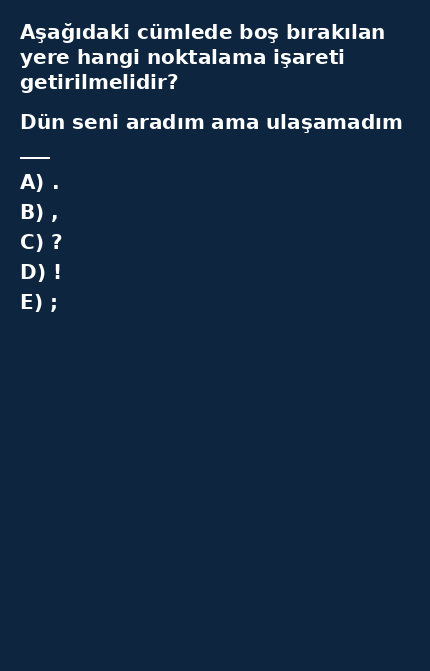 Aşağıdaki cümlede boş bırakılan
yere hangi noktalama işareti
getirilmelidir?
Dün seni aradım ama ulaşamadım
___
A) .
B) ,
C) ?
D) !
E) ;